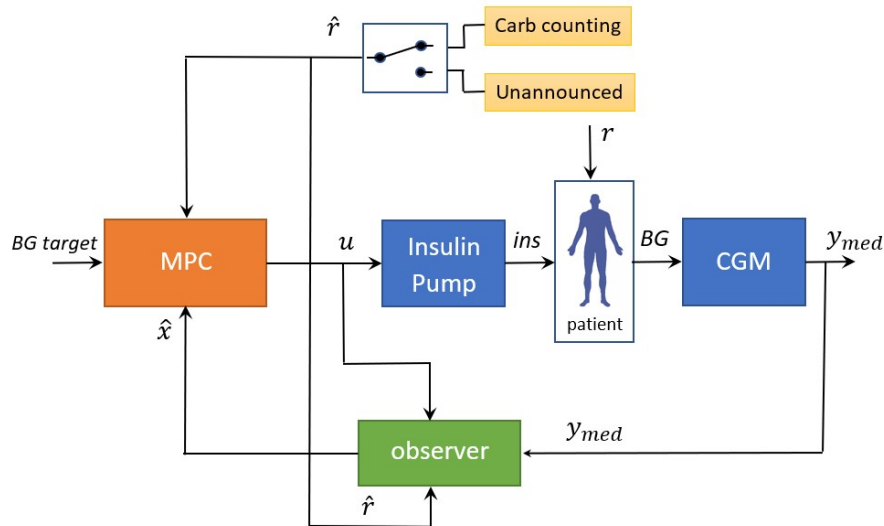 r̂
Carb counting
Unannounced
r
BG target
MPC
u
Insulin
Pump
ins
patient
BG
CGM
y_med
x̂
observer
y_med
r̂